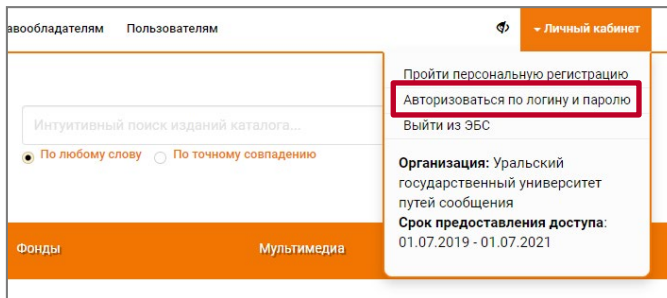 авообладателям Пользователям Личный кабинет
Пройти персональную регистрацию
Авторизоваться по логину и паролю
Интуитивный поиск изданий каталога...
Выйти из ЭБС
По любому слову По точному совпадению
Организация: Уральский
государственный университет
путей сообщения
Срок предоставления доступа:
Фонды Мультимедиа 01.07.2019 - 01.07.2021